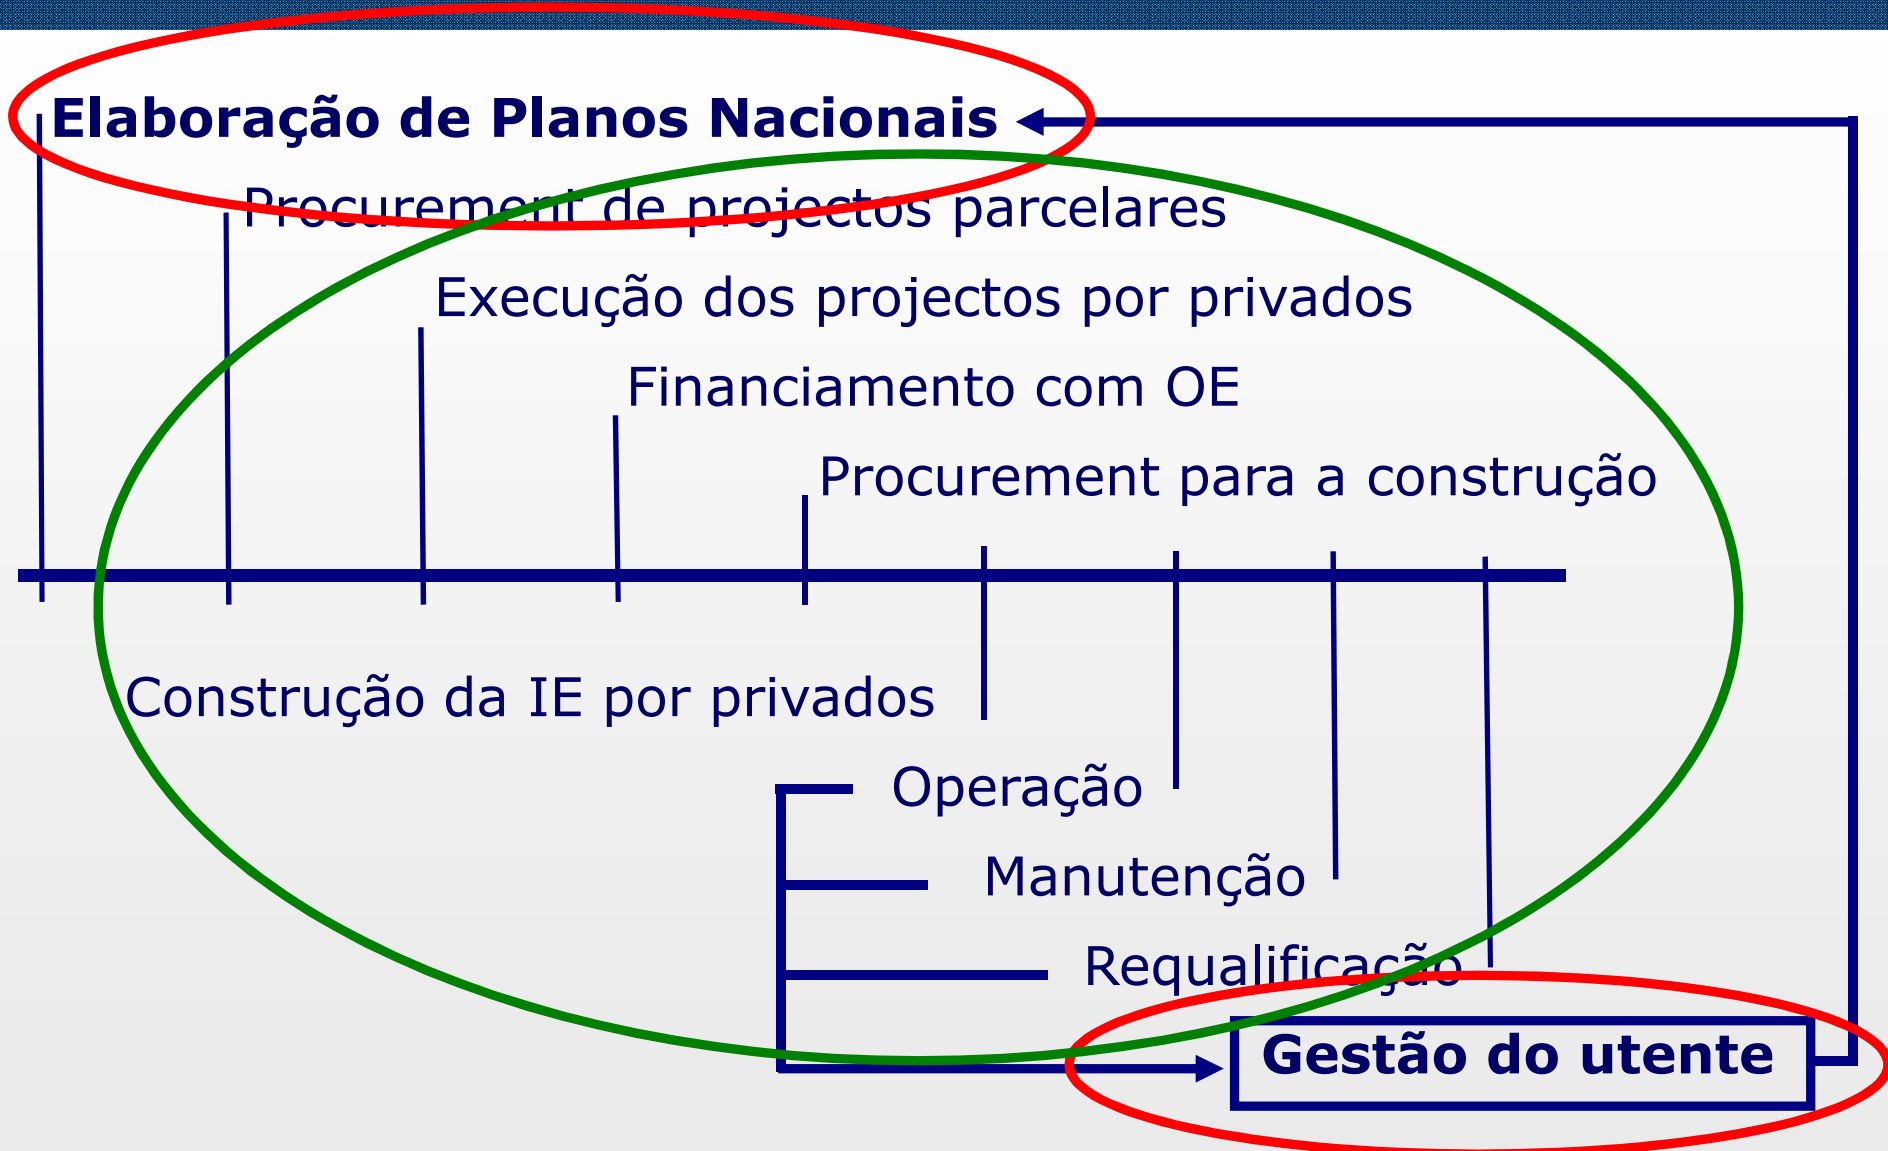 Elaboração de Planos Nacionais
Procurement de projectos parcelares
Execução dos projectos por privados
Financiamento com OE
Procurement para a construção
Construção da IE por privados
Operação
Manutenção
Requalificação
Gestão do utente